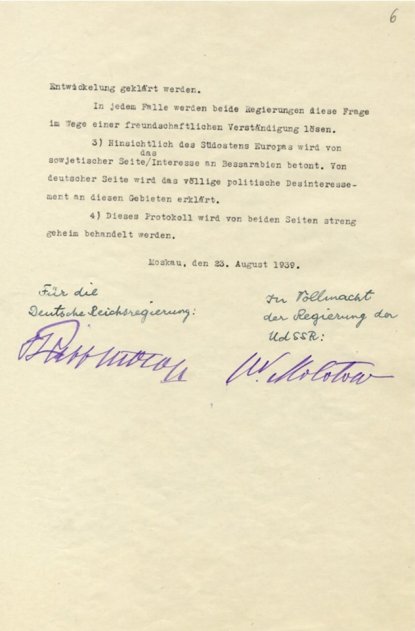 6
Entwickelung geklärt werden.
In jedem Falle werden beide Regierungen diese Frage
im Wege einer freundschaftlichen Verständigung lösen.
3) Hinsichtlich des Südostens Europas wird von
das
sowjetischer Seite/Interesse an Bessarabien betont. Von
deutscher Seite wird das völlige politische Desinteresse-
ment an diesen Gebieten erklärt.
4) Dieses Protokoll wird von beiden Seiten streng
geheim behandelt werden.
Moskau, den 23. August 1939.
Für die
Deutsche Reichsregierung:
In Vollmacht
der Regierung der
UdSSR:
W. Molotow